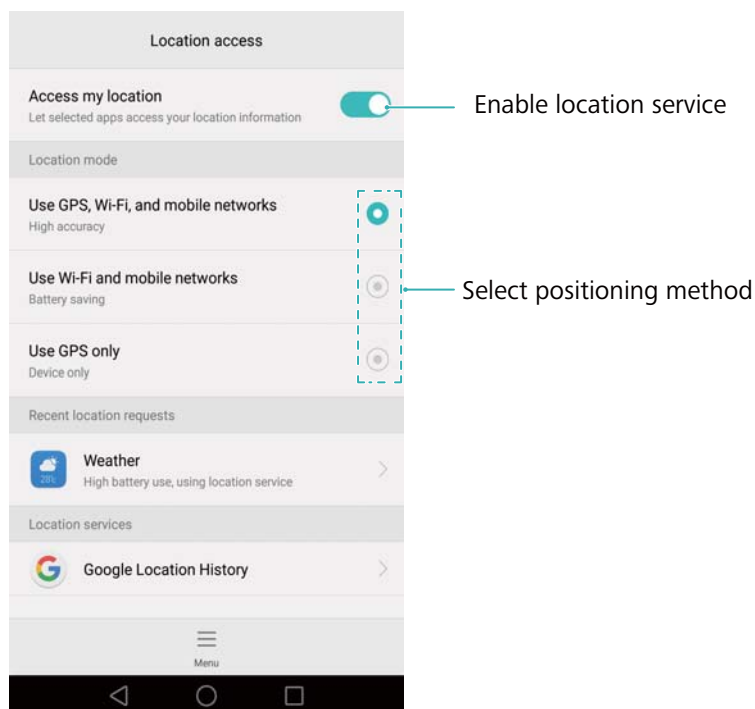 Location access
Access my location
Let selected apps access your location information
Enable location service
Location mode
Use GPS, Wi-Fi, and mobile networks
High accuracy
Use Wi-Fi and mobile networks
Battery saving
Select positioning method
Use GPS only
Device only
Recent location requests
Weather
High battery use, using location service
Location services
Google Location History
Menu